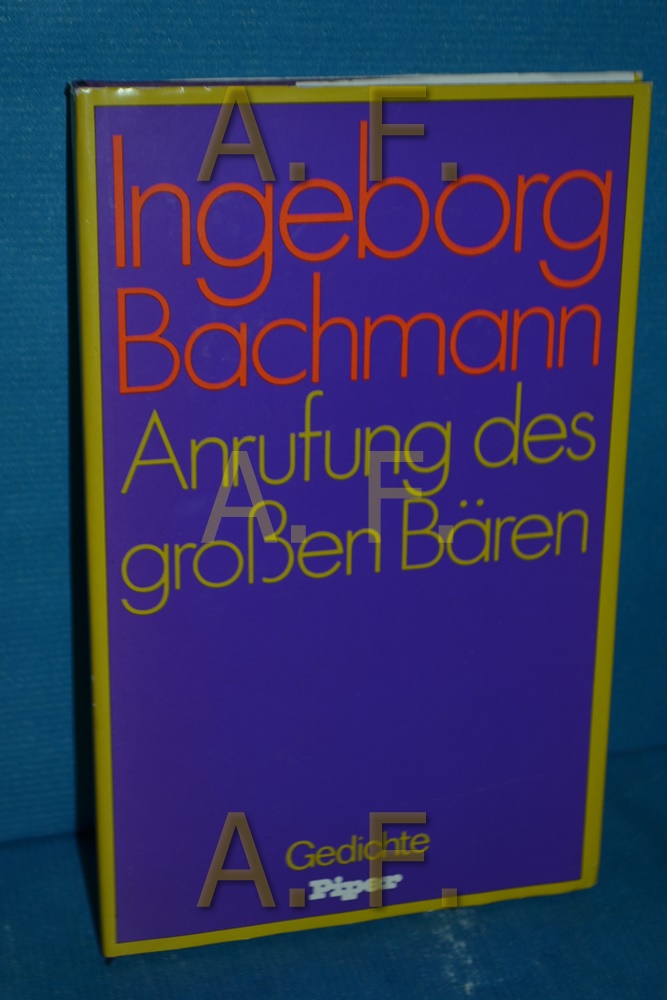 A. F.
Ingeborg
Bachmann
Anrufung des
A. F.
großen Bären
A. F.
Gedichte
Piper